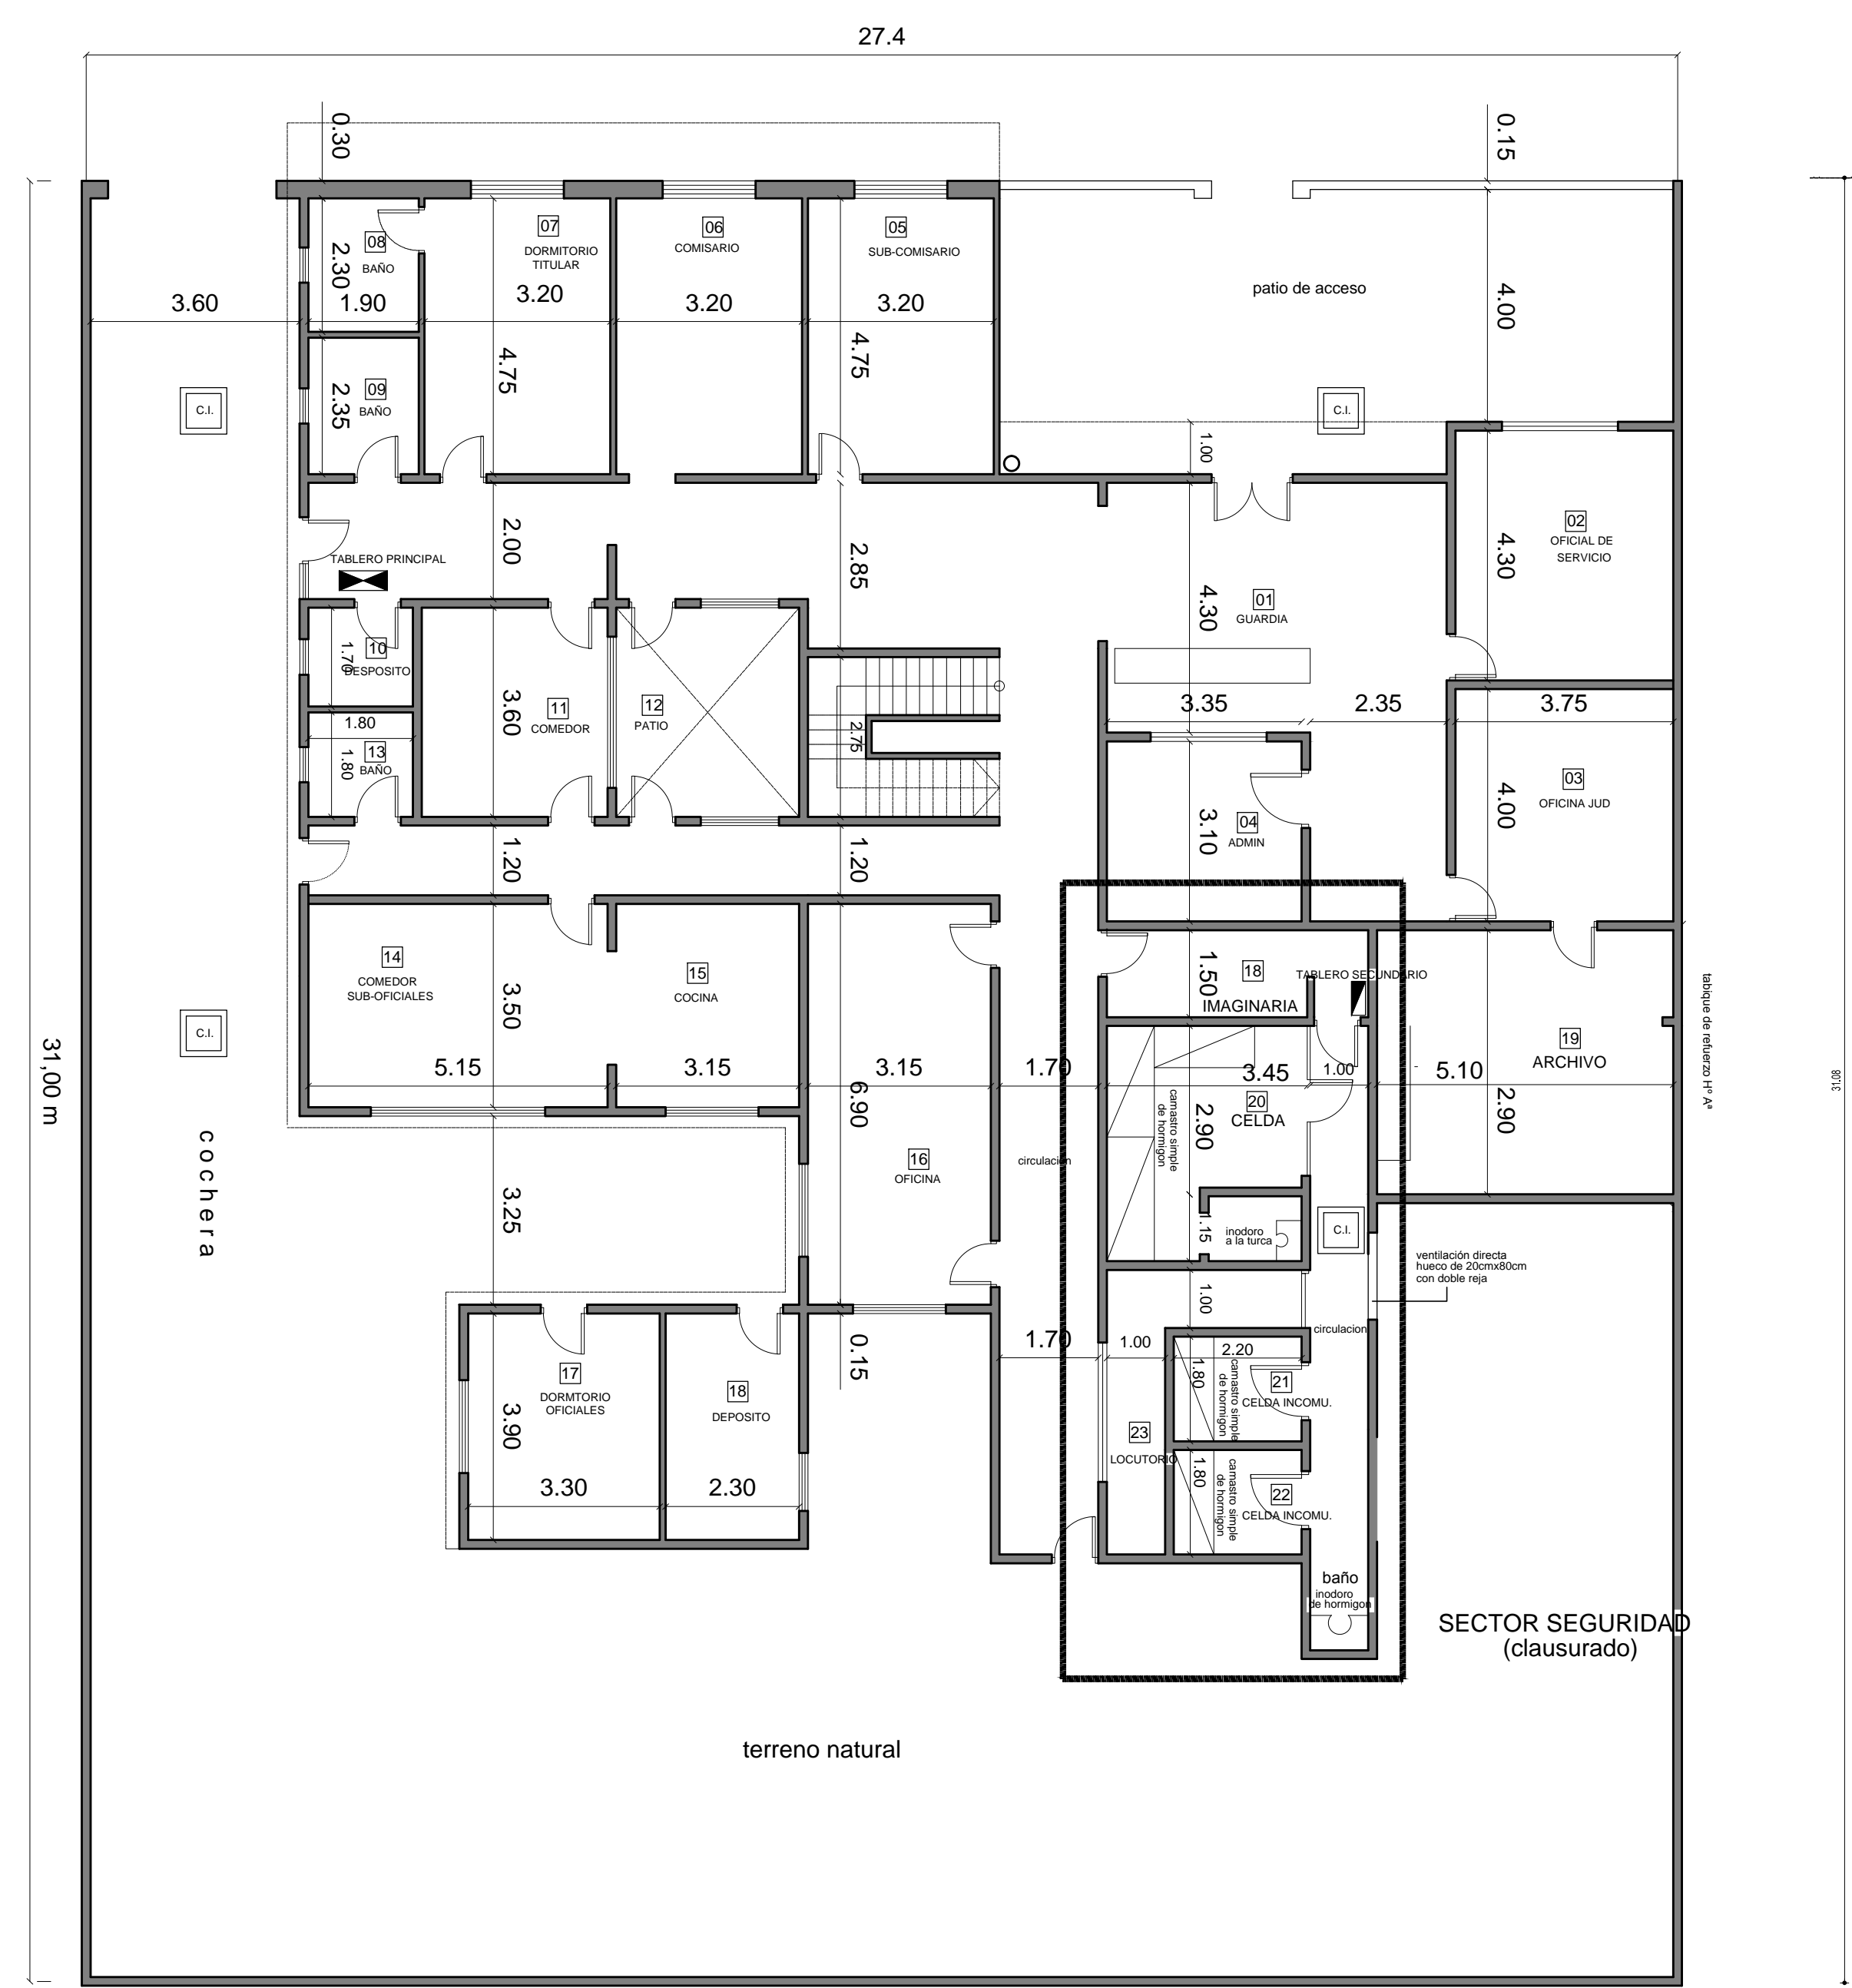 27.4
0.30
0.15
08
BAÑO
2.30
1.90
07
DORMITORIO
TITULAR
3.20
06
COMISARIO
3.20
05
SUB-COMISARIO
3.20
patio de acceso
4.00
3.60
09
BAÑO
2.35
4.75
4.75
C.I.
C.I.
1.00
02
OFICIAL DE
SERVICIO
4.30
TABLERO PRINCIPAL
2.00
2.85
01
GUARDIA
4.30
10
DESPOSITO
1.70
11
COMEDOR
3.60
12
PATIO
2.75
3.35
2.35
3.75
1.80
13
BAÑO
1.80
03
OFICINA JUD
4.00
04
ADMIN
3.10
1.20
1.20
14
COMEDOR
SUB-OFICIALES
3.50
15
COCINA
18
IMAGINARIA
1.50
TABLERO SECUNDARIO
tabique de refuerzo Hº Aª
C.I.
31,00 m
31,08
19
ARCHIVO
5.15
3.15
3.15
6.90
1.70
3.45
1.00
5.10
2.90
20
CELDA
2.90
camastro simple
de hormigon
cochera
16
OFICINA
circulación
3.25
1.15
inodoro
a la turca
C.I.
ventilación directa
hueco de 20cmx80cm
con doble reja
1.00
circulacion
1.70
1.00
2.20
0.15
17
DORMTORIO
OFICIALES
3.90
3.30
18
DEPOSITO
2.30
1.80
camastro simple
de hormigon
21
CELDA INCOMU.
23
LOCUTORIO
1.80
camastro simple
de hormigon
22
CELDA INCOMU.
baño
inodoro
de hormigon
SECTOR SEGURIDAD
(clausurado)
terreno natural